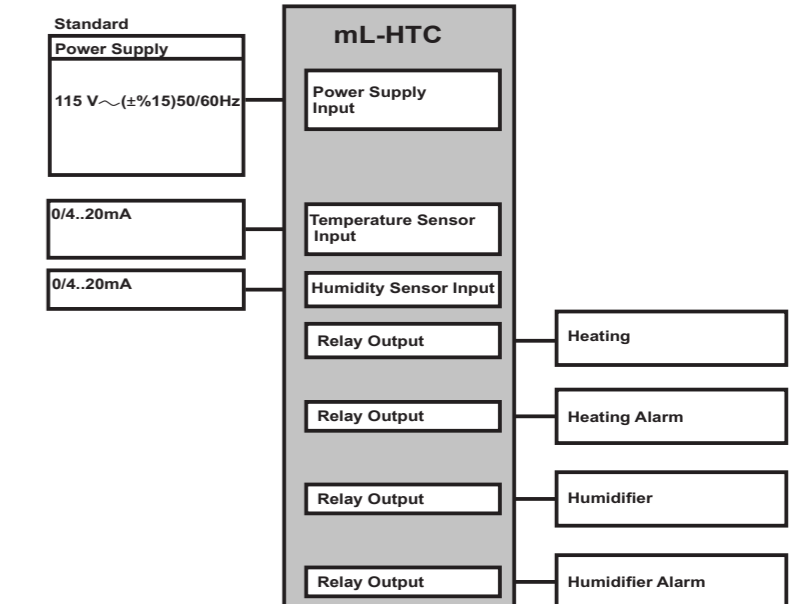 Standard
Power Supply
115 V～(±%15)50/60Hz
0/4..20mA
0/4..20mA
mL-HTC
Power Supply
Input
Temperature Sensor
Input
Humidity Sensor Input
Relay Output
Relay Output
Relay Output
Relay Output
Heating
Heating Alarm
Humidifier
Humidifier Alarm